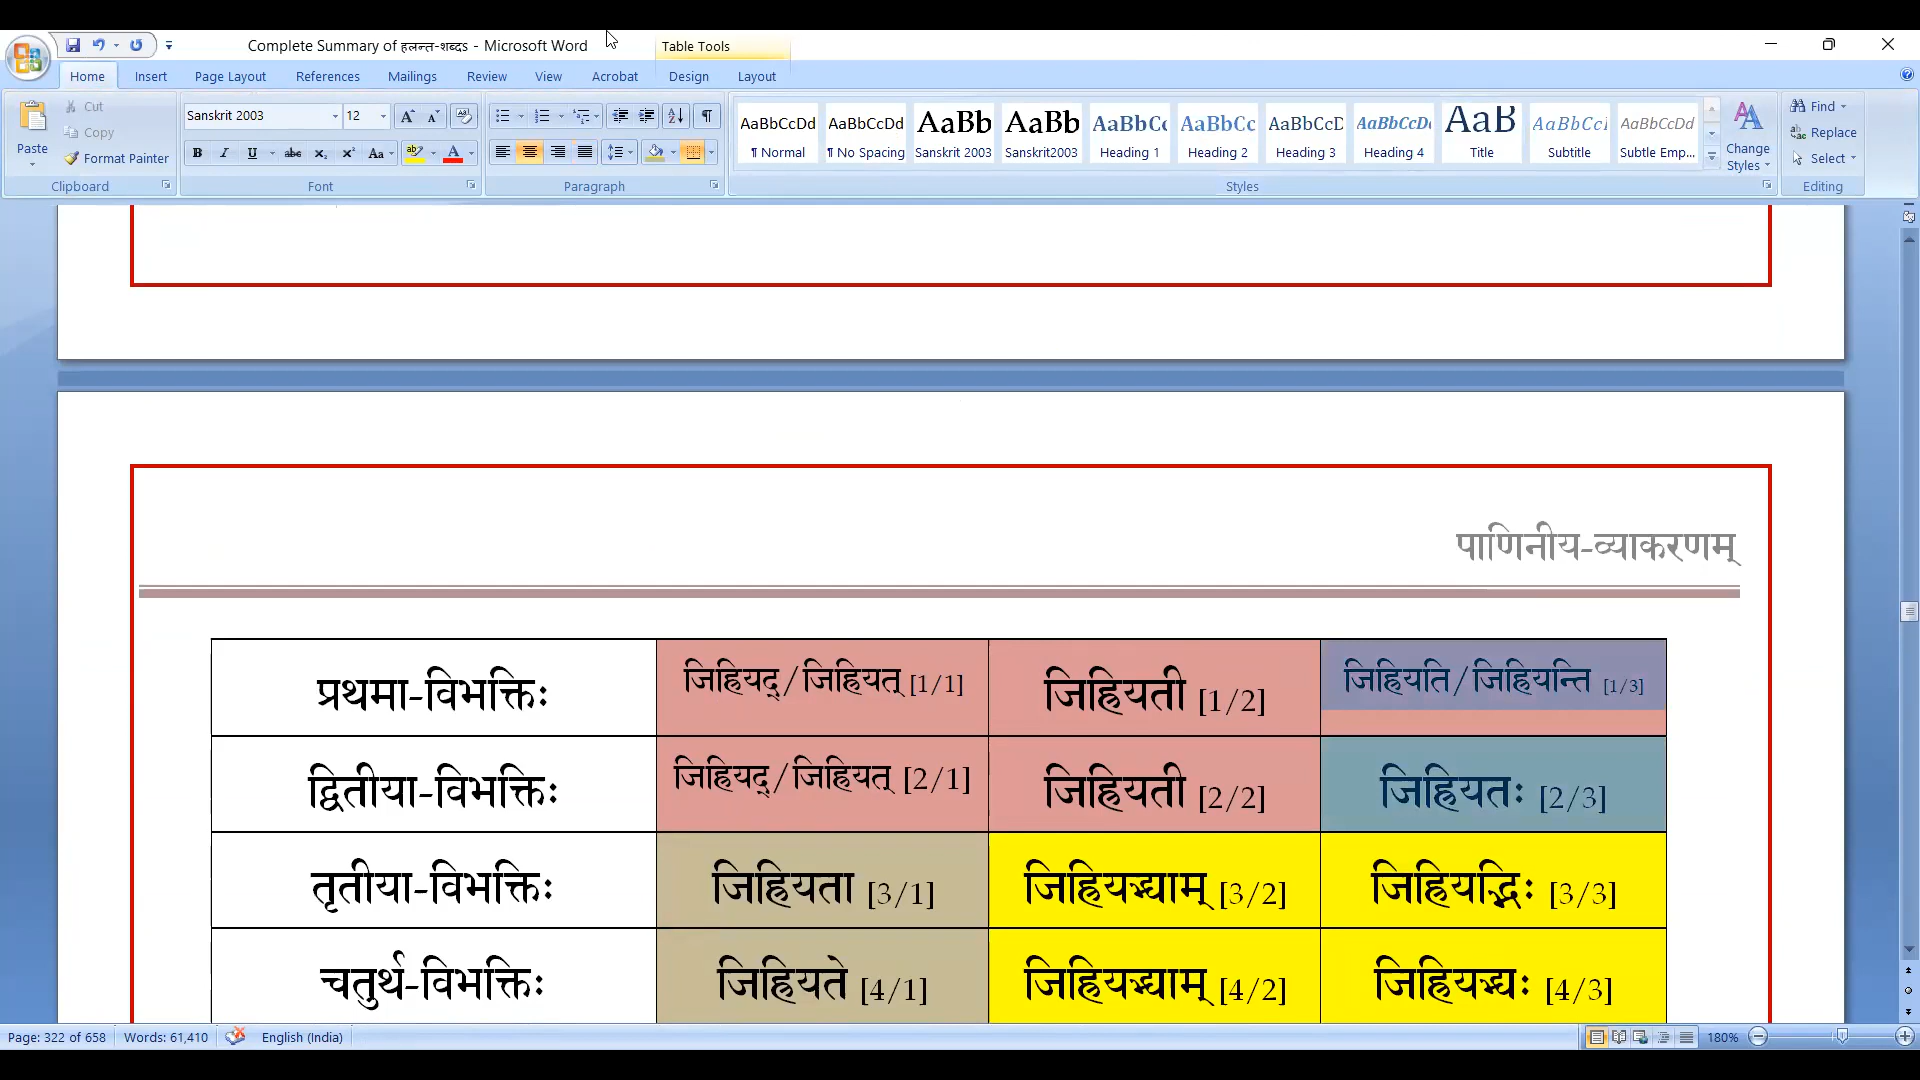 Complete Summary of हलन्त-शब्दs - Microsoft Word
Table Tools
Home Insert Page Layout References Mailings Review View Acrobat Design Layout
Paste
Cut
Copy
Format Painter
Clipboard
Sanskrit 2003 12
Font
Paragraph
AaBbCcDd AaBbCcDd AaBb AaBb AaBbCc AaBbCc AaBbCcD AaBbCcDc AaB AaBbCcI AaBbCcDd
¶ Normal ¶ No Spacing Sanskrit 2003 Sanskrit2003 Heading 1 Heading 2 Heading 3 Heading 4 Title Subtitle Subtle Emp...
Styles
Change Styles
Find
Replace
Select
Editing
पाणिनीय-व्याकरणम्
प्रथमा-विभक्तिः जिह्रियद्/जिह्रियत् [1/1] जिह्रियती [1/2] जिह्रियति/जिह्रियन्ति [1/3]
द्वितीया-विभक्तिः जिह्रियद्/जिह्रियत् [2/1] जिह्रियती [2/2] जिह्रियतः [2/3]
तृतीया-विभक्तिः जिह्रियता [3/1] जिह्रियद्भ्याम् [3/2] जिह्रियद्भिः [3/3]
चतुर्थ-विभक्तिः जिह्रियते [4/1] जिह्रियद्भ्याम् [4/2] जिह्रियद्भ्यः [4/3]
Page: 322 of 658 Words: 61,410 English (India) 180%